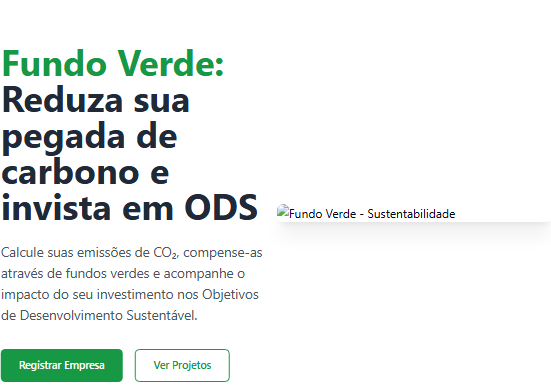 Fundo Verde:
Reduza sua
pegada de
carbono e
invista em ODS
Calcule suas emissões de CO₂, compense-as
através de fundos verdes e acompanhe o
impacto do seu investimento nos Objetivos
de Desenvolvimento Sustentável.
Registrar Empresa
Ver Projetos
Fundo Verde - Sustentabilidade